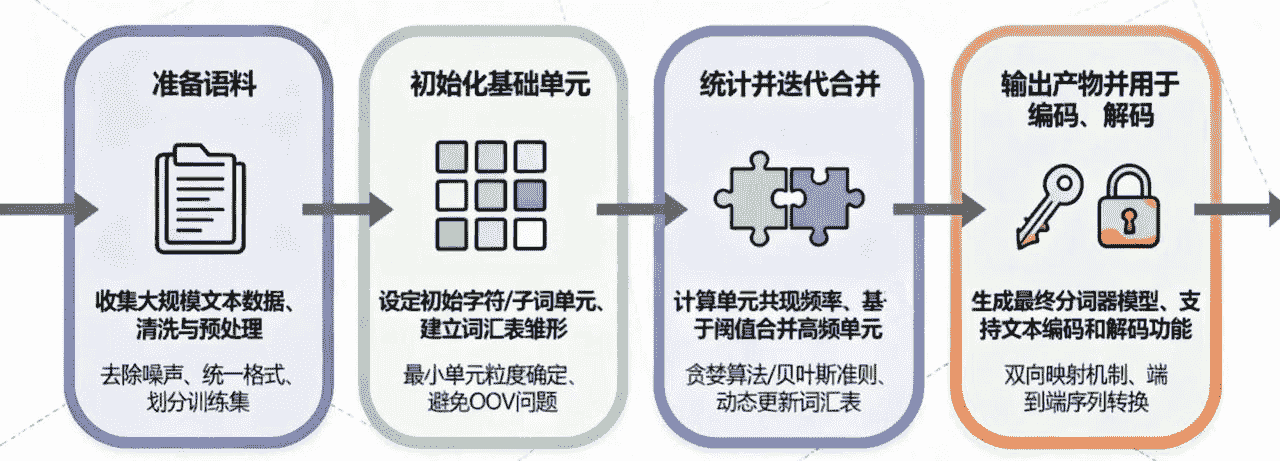 准备语料
收集大规模文本数据、
清洗与预处理
去除噪声、统一格式、
划分训练集
初始化基础单元
设定初始字符/子词单元、
建立词汇表雏形
最小单元粒度确定、
避免OOV问题
统计并迭代合并
计算单元共现频率、基
于阈值合并高频单元
贪婪算法/贝叶斯准则、
动态更新词汇表
输出产物并用于
编码、解码
生成最终分词器模型、支
持文本编码和解码功能
双向映射机制、端
到端序列转换